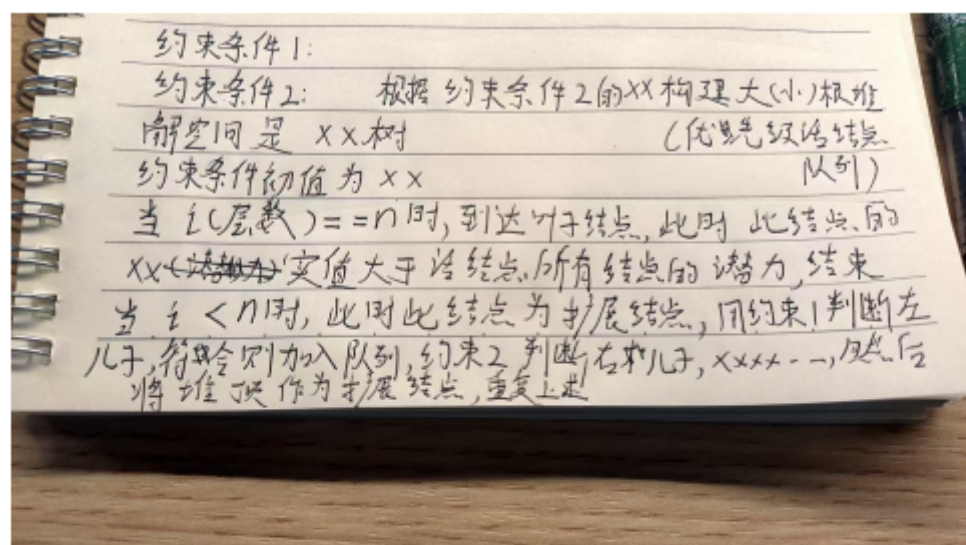 约束条件1:
约束条件2: 根据约束条件2的XX构建大(小)根堆
解空间是 XX树 (优先级活结点
约束条件初值为 XX 队列)
当 i(层数)==n时,到达叶子结点,此时此结点的
XX(潜力)实值大于活结点所有结点的潜力,结束
当 i<n时,此时此结点为扩展结点,用约束1判断左
儿子,符合则加入队列,约束2判断右儿子,XXXX……,然后
将堆顶作为扩展结点,重复上述